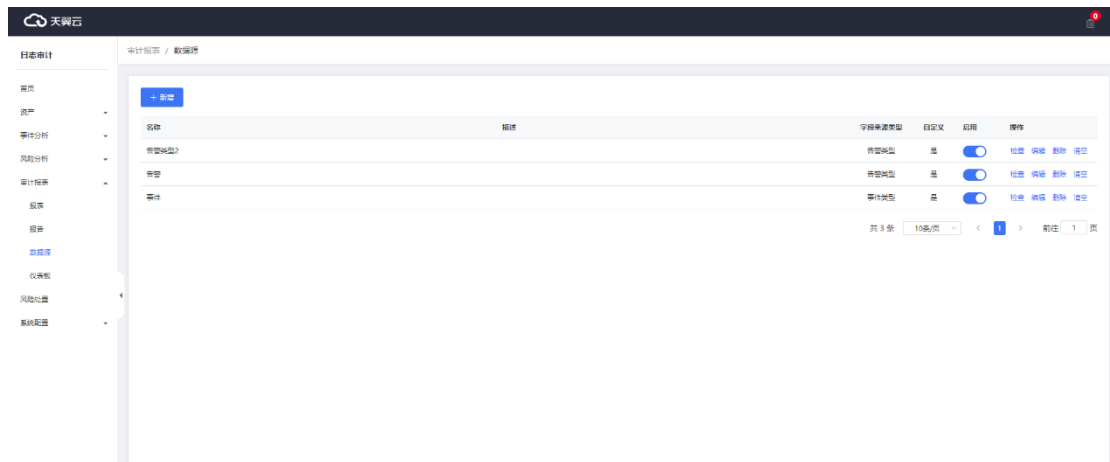 天翼云
0
日志审计
审计报表 / 数据源
首页
资产
事件分析
风险分析
审计报表
报表
报告
数据源
仪表板
风险处置
系统配置
+ 新增
名称 描述 字段来源类型 自定义 启用 操作
告警类型2 告警类型 是 检查 编辑 删除 清空
告警 告警类型 是 检查 编辑 删除 清空
事件 事件类型 是 检查 编辑 删除 清空
共 3 条 10条/页 < 1 > 前往 1 页